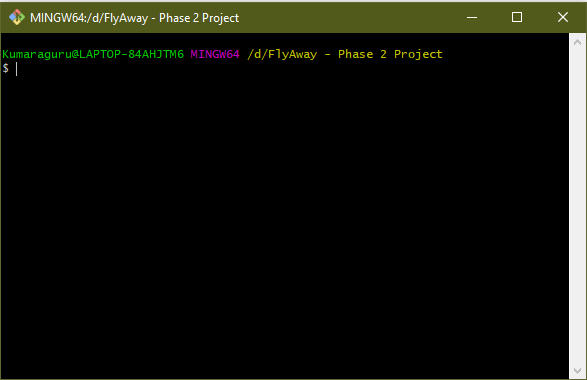 MINGW64:/d/FlyAway - Phase 2 Project
Kumaraguru@LAPTOP-84AHJTM6 MINGW64 /d/FlyAway - Phase 2 Project
$